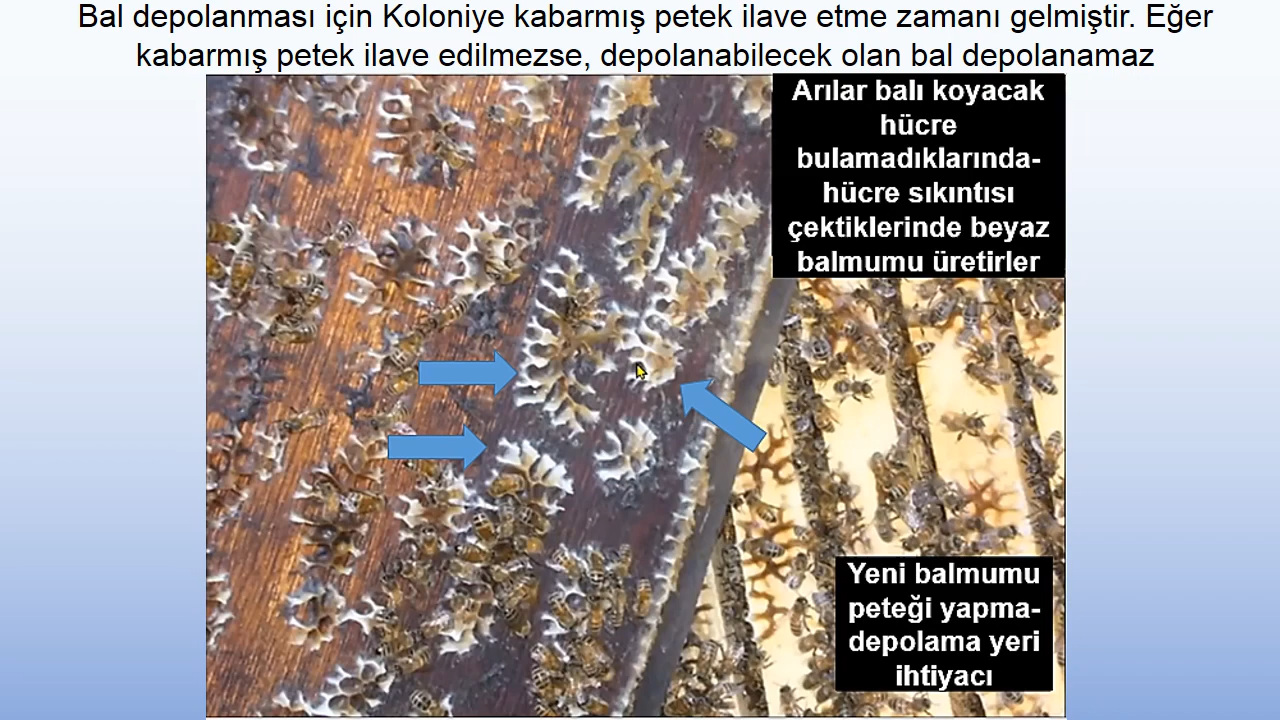 Bal depolanması için Koloniye kabarmış petek ilave etme zamanı gelmiştir. Eğer
kabarmış petek ilave edilmezse, depolanabilecek olan bal depolanamaz
Arılar balı koyacak
hücre
bulamadıklarında-
hücre sıkıntısı
çektiklerinde beyaz
balmumu üretirler
Yeni balmumu
peteği yapma-
depolama yeri
ihtiyacı